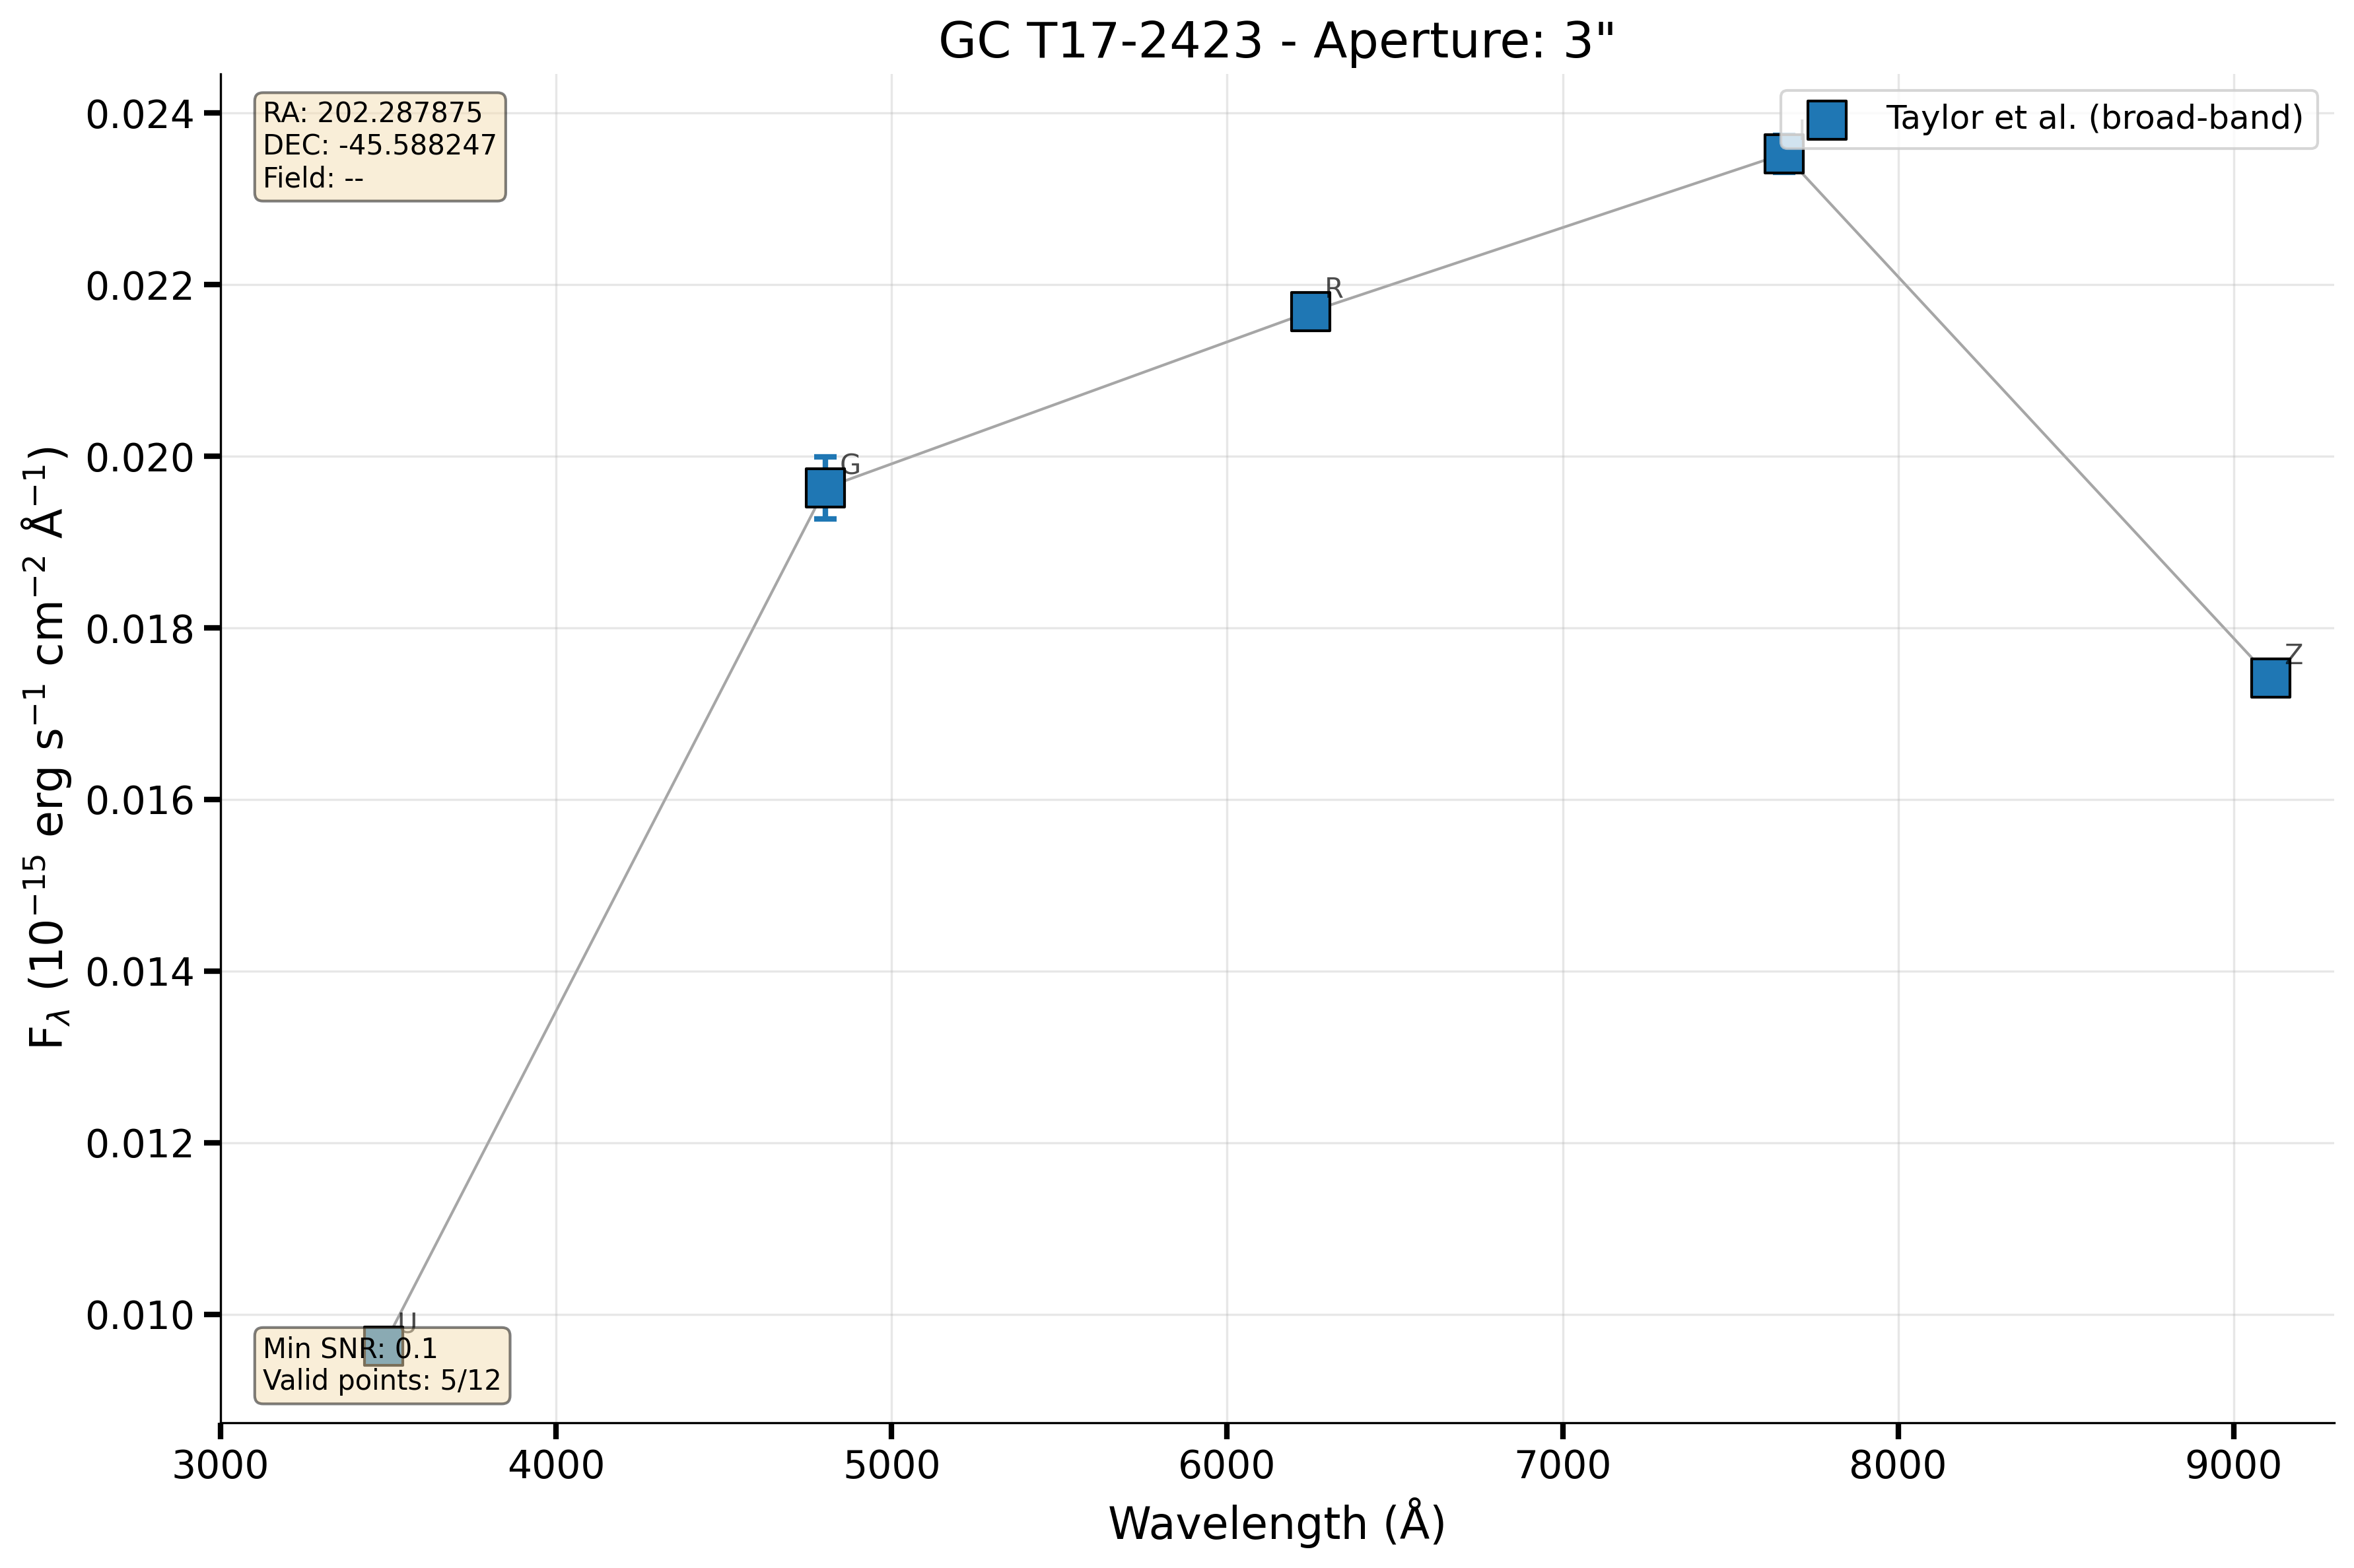 GC T17-2423 - Aperture: 3"
RA: 202.287875
DEC: -45.588247
Field: --
Taylor et al. (broad-band)
I
R
G
Z
U
Min SNR: 0.1
Valid points: 5/12
0.024
0.022
0.020
0.018
0.016
0.014
0.012
0.010
F_λ (10⁻¹⁵ erg s⁻¹ cm⁻² Å⁻¹)
3000 4000 5000 6000 7000 8000 9000
Wavelength (Å)